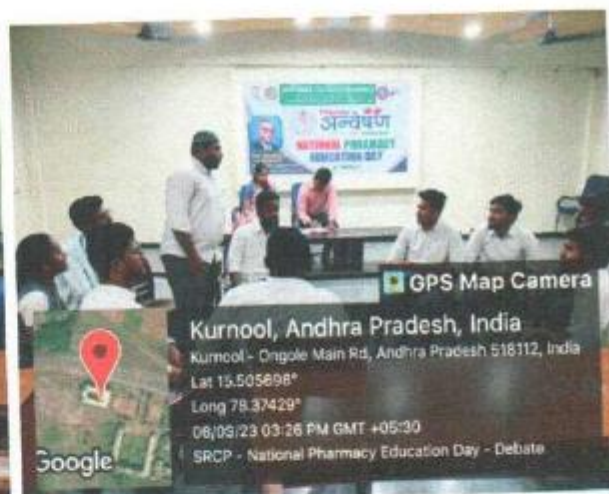 अन्वेषण
NATIONAL PHARMACY
EDUCATION DAY
GPS Map Camera
Kurnool, Andhra Pradesh, India
Kurnool - Ongole Main Rd, Andhra Pradesh 518112, India
Lat 15.505698°
Long 78.37429°
06/03/23 03:26 PM GMT +05:30
SRCP - National Pharmacy Education Day - Debate
Google